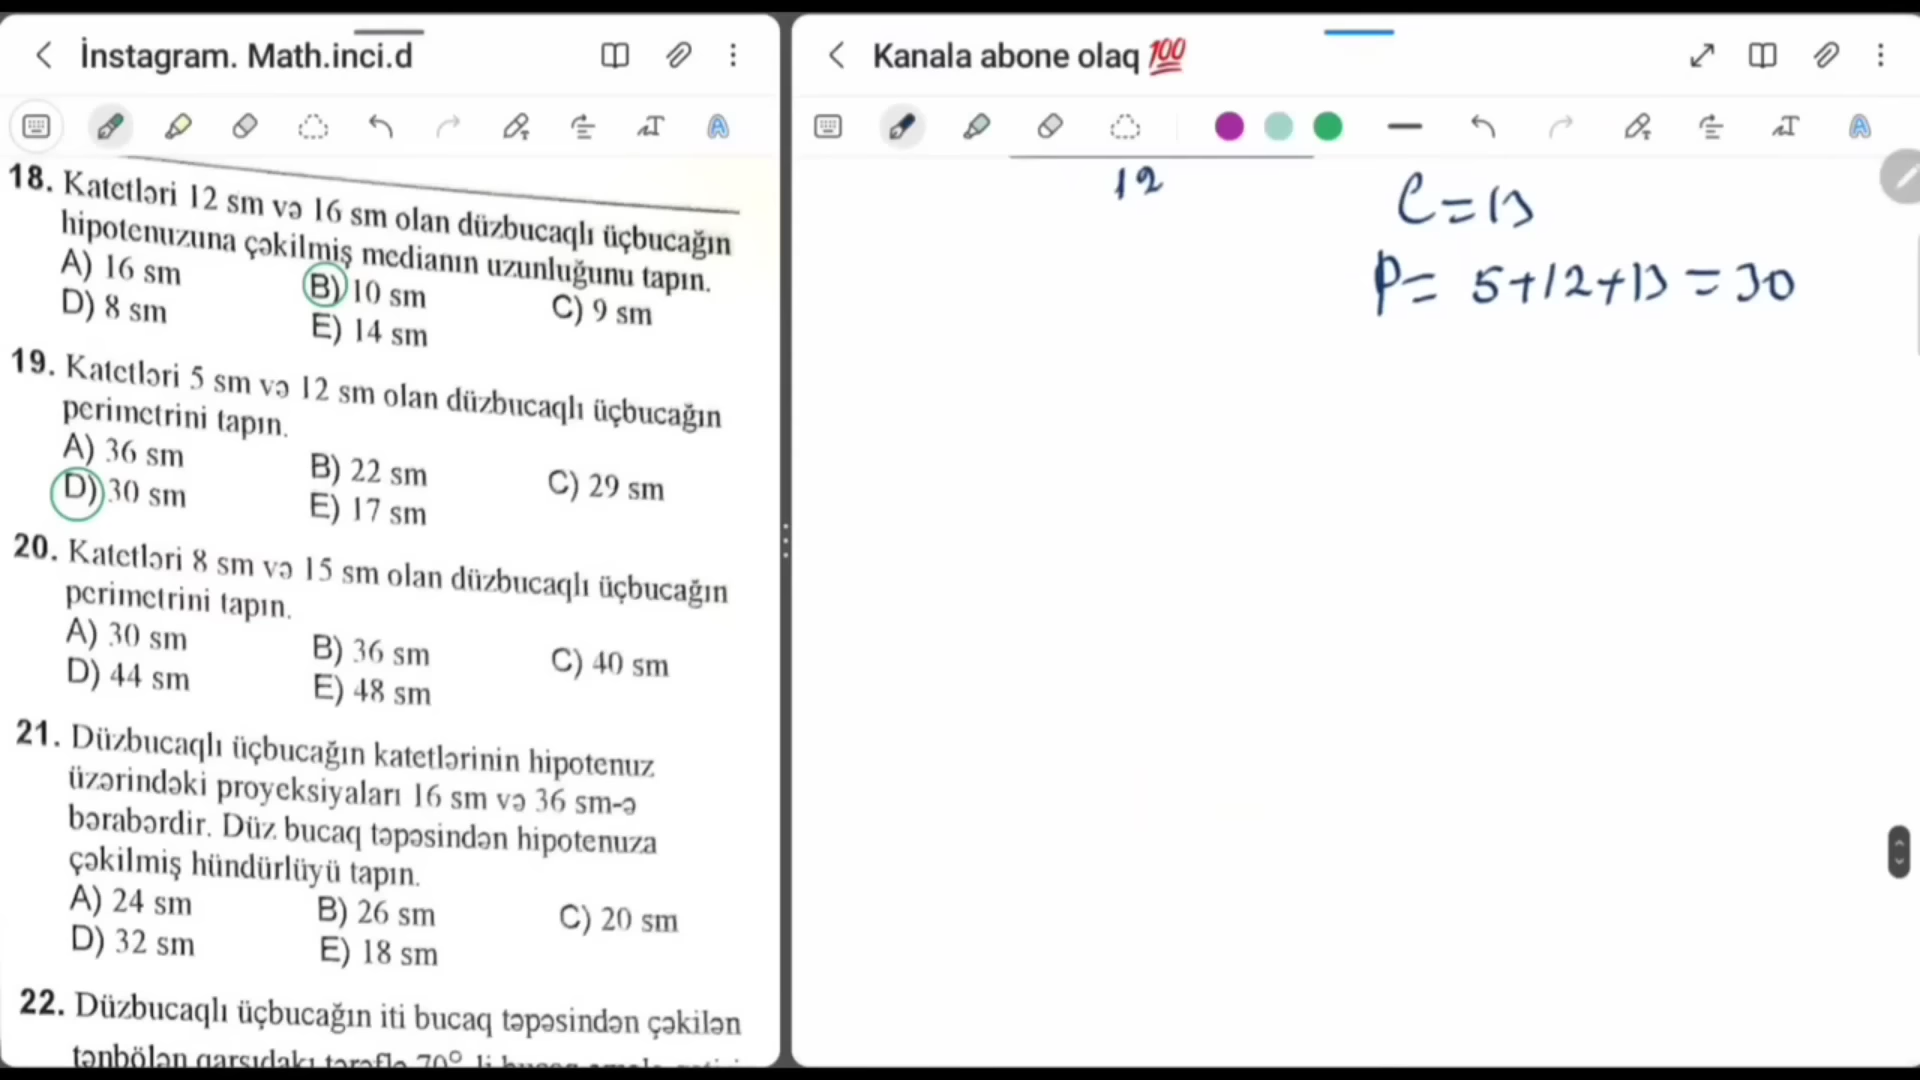 İnstagram. Math.inci.d
18. Katetləri 12 sm və 16 sm olan düzbucaqlı üçbucağın
hipotenuzuna çəkilmiş medianın uzunluğunu tapın.
A) 16 sm B) 10 sm C) 9 sm
D) 8 sm E) 14 sm
19. Katetləri 5 sm və 12 sm olan düzbucaqlı üçbucağın
perimetrini tapın.
A) 36 sm B) 22 sm C) 29 sm
D) 30 sm E) 17 sm
20. Katetləri 8 sm və 15 sm olan düzbucaqlı üçbucağın
perimetrini tapın.
A) 30 sm B) 36 sm C) 40 sm
D) 44 sm E) 48 sm
21. Düzbucaqlı üçbucağın katetlərinin hipotenuz
üzərindəki proyeksiyaları 16 sm və 36 sm-ə
bərabərdir. Düz bucaq təpəsindən hipotenuza
çəkilmiş hündürlüyü tapın.
A) 24 sm B) 26 sm C) 20 sm
D) 32 sm E) 18 sm
22. Düzbucaqlı üçbucağın iti bucaq təpəsindən çəkilən
tənbölən qarşıdakı tərəflə 70°
Kanala abone olaq 💯
12
C=13
P= 5+12+13=30